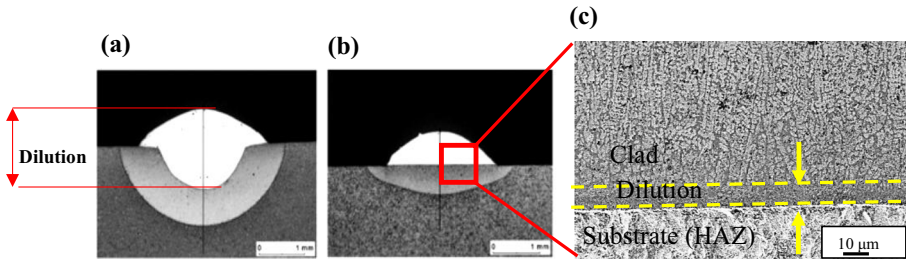 (a)
(b)
(c)
Dilution
0 1 mm
0 1 mm
Clad
Dilution
Substrate (HAZ)
10 μm